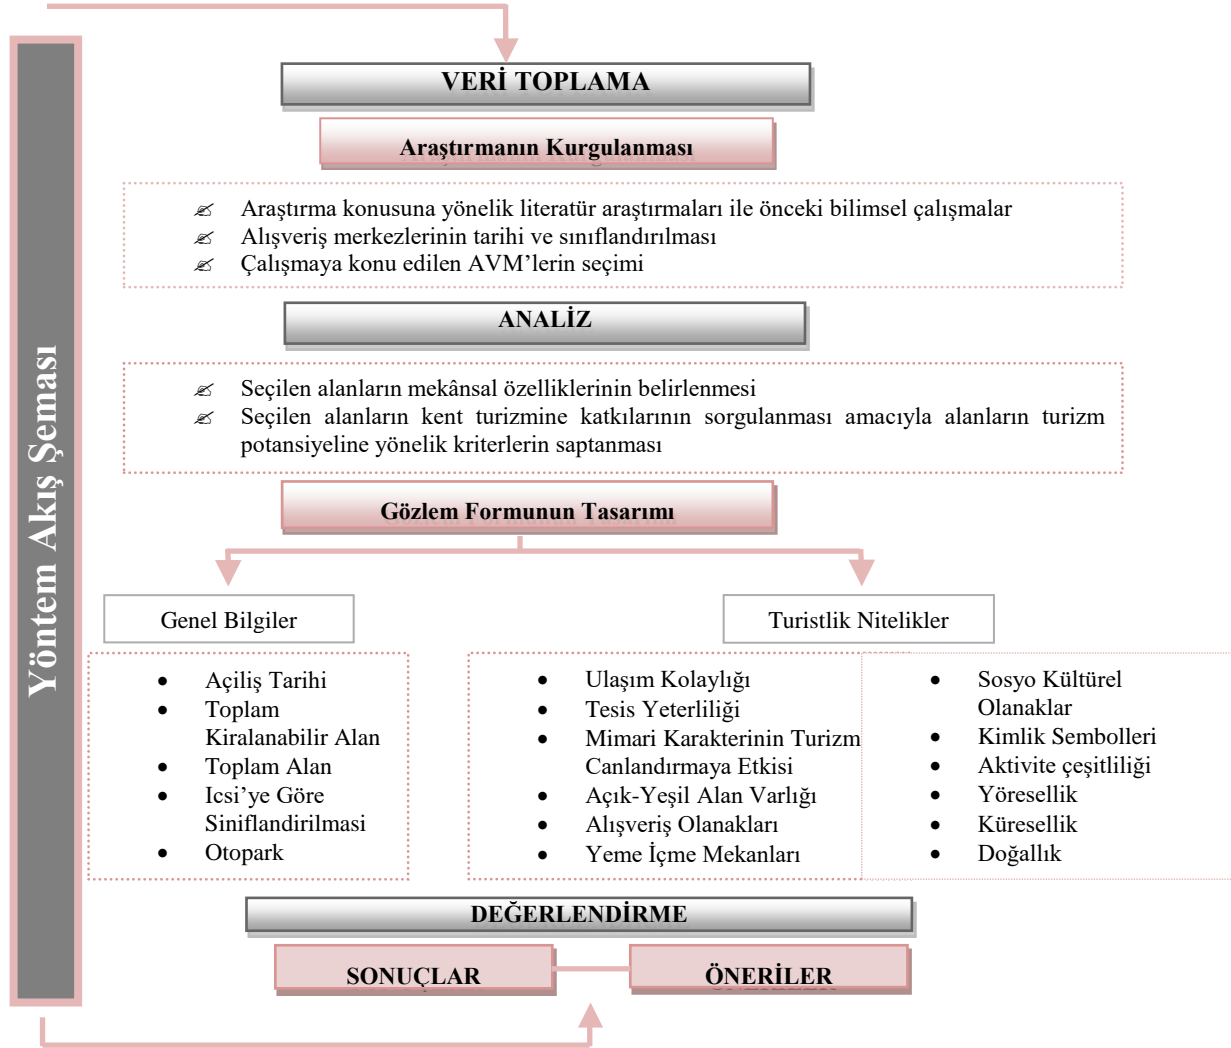 Yöntem Akış Şeması
VERİ TOPLAMA
Araştırmanın Kurgulanması
Araştırma konusuna yönelik literatür araştırmaları ile önceki bilimsel çalışmalar
Alışveriş merkezlerinin tarihi ve sınıflandırılması
Çalışmaya konu edilen AVM’lerin seçimi
ANALİZ
Seçilen alanların mekânsal özelliklerinin belirlenmesi
Seçilen alanların kent turizmine katkılarının sorgulanması amacıyla alanların turizm
potansiyeline yönelik kriterlerin saptanması
Gözlem Formunun Tasarımı
Genel Bilgiler
Açiliş Tarihi
Toplam
Kiralanabilir Alan
Toplam Alan
Icsi’ye Göre
Siniflandirilmasi
Otopark
Turistlik Nitelikler
Ulaşım Kolaylığı
Tesis Yeterliliği
Mimari Karakterinin Turizm
Canlandırmaya Etkisi
Açık-Yeşil Alan Varlığı
Alışveriş Olanakları
Yeme İçme Mekanları
Sosyo Kültürel
Olanaklar
Kimlik Sembolleri
Aktivite çeşitliliği
Yöresellik
Küresellik
Doğallık
DEĞERLENDİRME
SONUÇLAR
ÖNERİLER